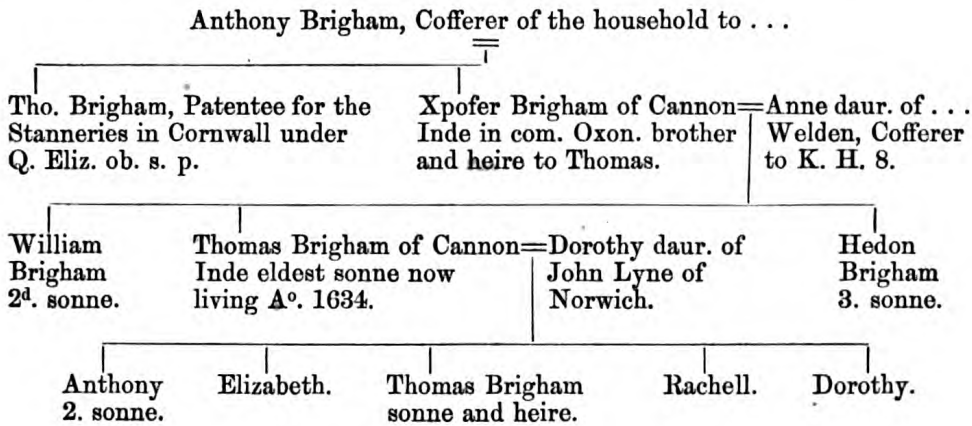 Anthony Brigham, Cofferer of the household to . . .
Tho. Brigham, Patentee for the
Stanneries in Cornwall under
Q. Eliz. ob. s. p.
Xpofer Brigham of Cannon=Anne daur. of . . .
Inde in com. Oxon. brother
and heire to Thomas.
Welden, Cofferer
to K. H. 8.
William
Brigham
2d. sonne.
Thomas Brigham of Cannon=Dorothy daur. of
Inde eldest sonne now
living Ao. 1634.
John Lyne of
Norwich.
Hedon
Brigham
3. sonne.
Anthony
2. sonne.
Elizabeth.
Thomas Brigham
sonne and heire.
Rachell.
Dorothy.